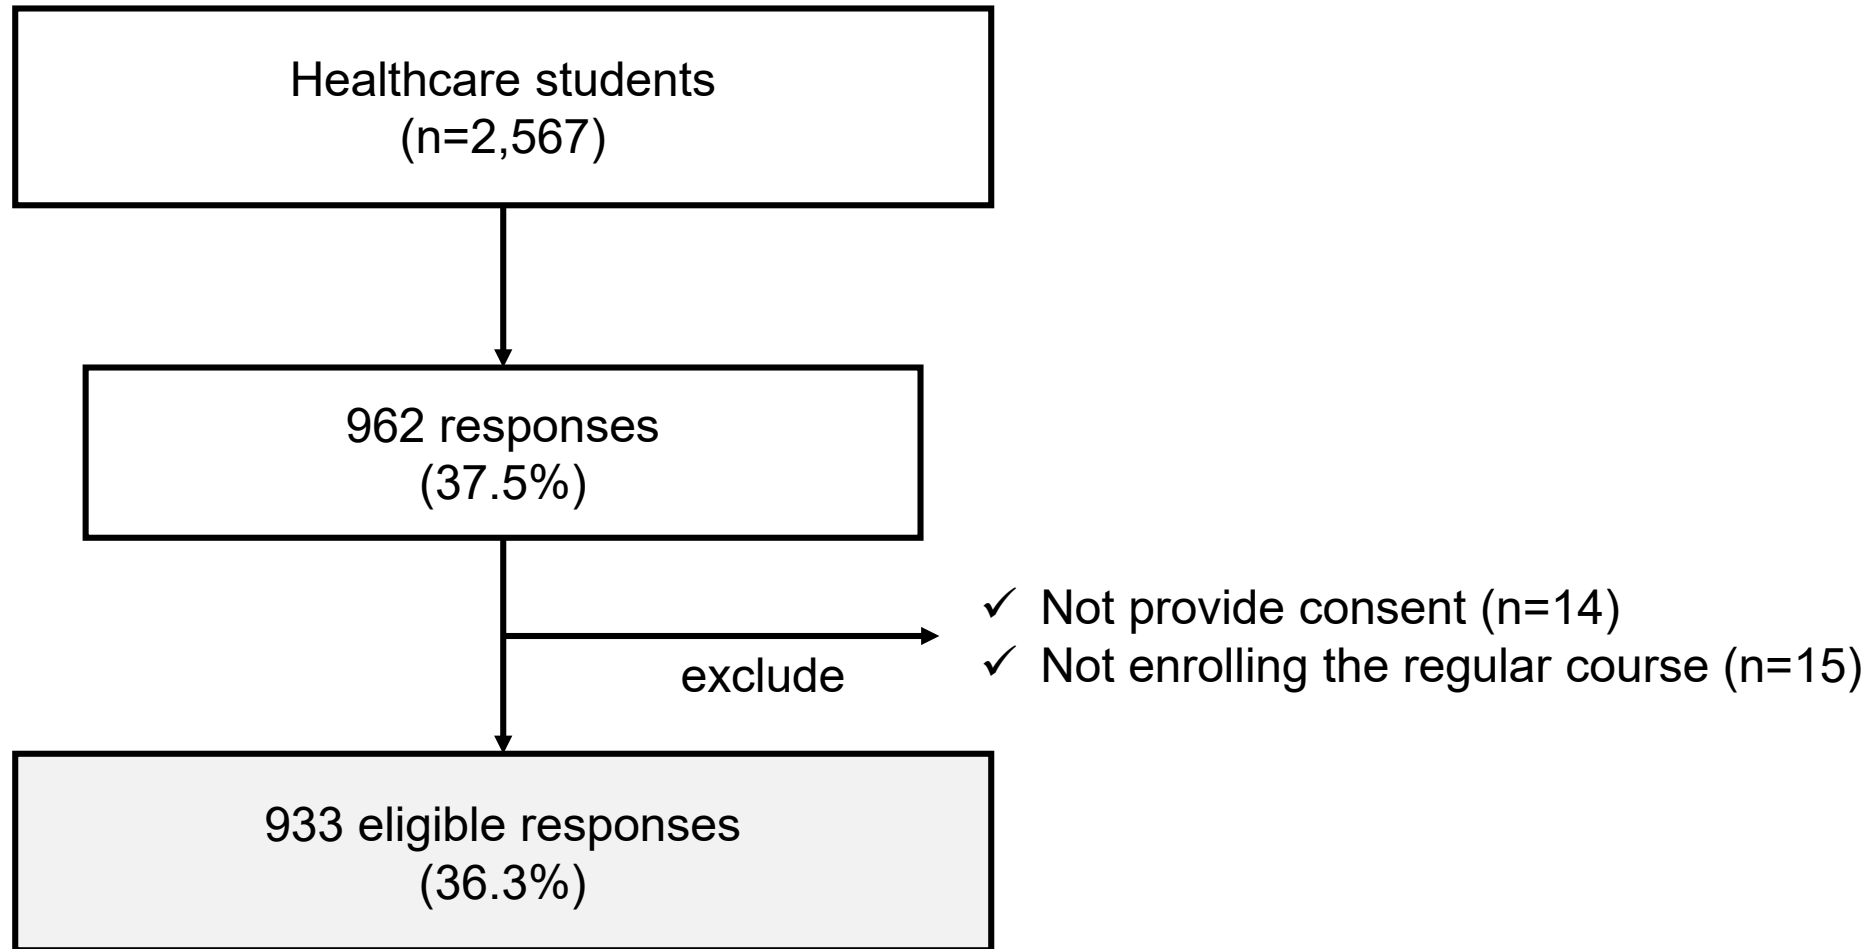 Healthcare students
(n=2,567)
962 responses
(37.5%)
✓ Not provide consent (n=14)
✓ Not enrolling the regular course (n=15)
exclude
933 eligible responses
(36.3%)